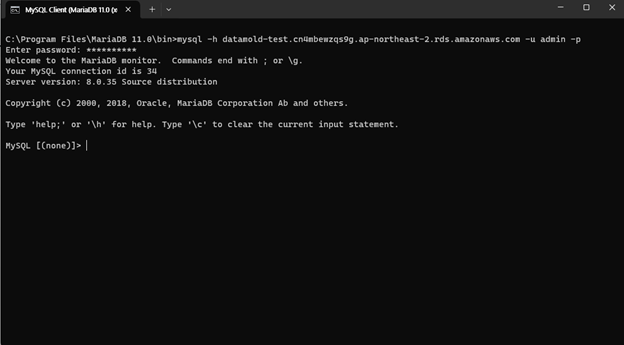 MySQL Client (MariaDB 11.0 (x
C:\Program Files\MariaDB 11.0\bin>mysql -h datamold-test.cn4mbewzqs9g.ap-northeast-2.rds.amazonaws.com -u admin -p
Enter password: **********
Welcome to the MariaDB monitor.  Commands end with ; or \g.
Your MySQL connection id is 34
Server version: 8.0.35 Source distribution
Copyright (c) 2000, 2018, Oracle, MariaDB Corporation Ab and others.
Type 'help;' or '\h' for help. Type '\c' to clear the current input statement.
MySQL [(none)]>